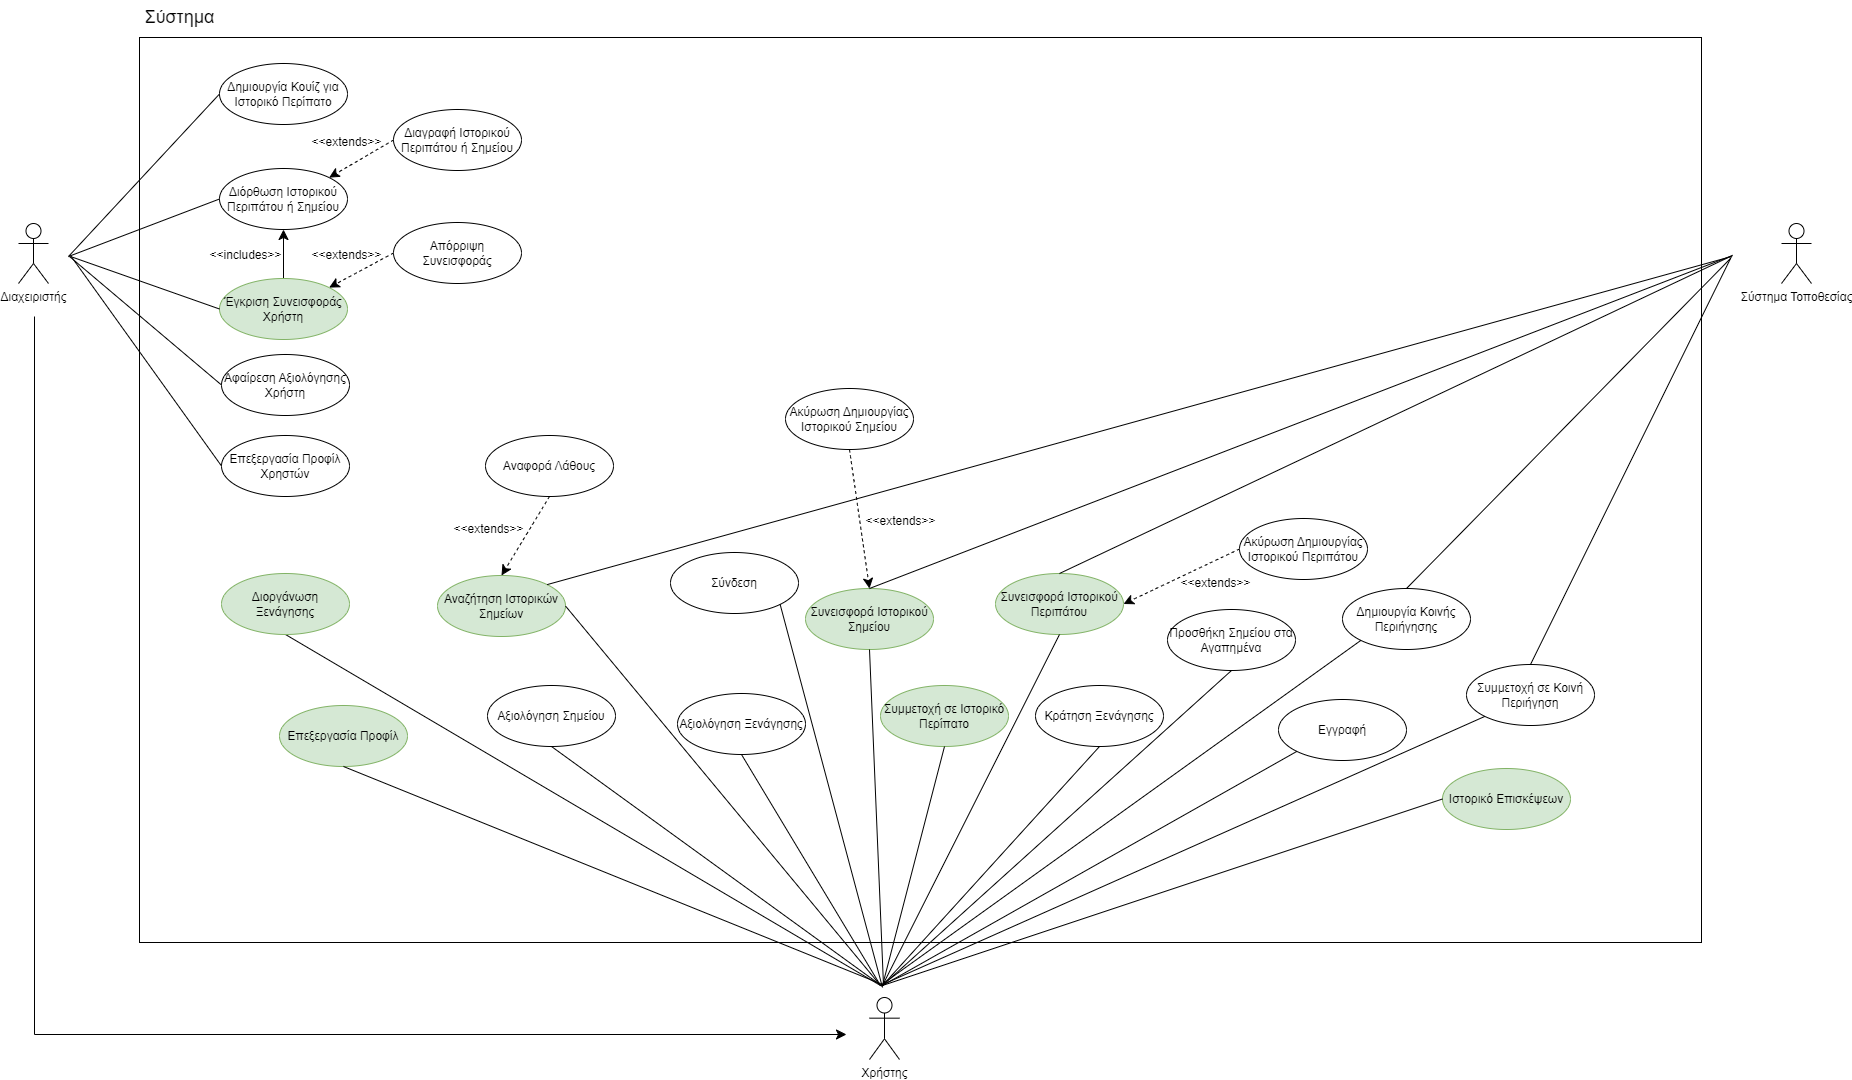 Σύστημα
Δημιουργία Κουίζ για
Ιστορικό Περίπατο
Διαγραφή Ιστορικού
Περιπάτου ή Σημείου
<<extends>>
Διόρθωση Ιστορικού
Περιπάτου ή Σημείου
<<includes>>
<<extends>>
Απόρριψη
Συνεισφοράς
Διαχειριστής
Σύστημα Τοποθεσίας
Έγκριση Συνεισφοράς
Χρήστη
Αφαίρεση Αξιολόγησης
Χρήστη
Ακύρωση Δημιουργίας
Ιστορικού Σημείου
Επεξεργασία Προφίλ
Χρηστών
Αναφορά Λάθους
<<extends>>
<<extends>>
Ακύρωση Δημιουργίας
Ιστορικού Περιπάτου
<<extends>>
Διοργάνωση
Ξενάγησης
Αναζήτηση Ιστορικών
Σημείων
Σύνδεση
Συνεισφορά Ιστορικού
Σημείου
Συνεισφορά Ιστορικού
Περιπάτου
Προσθήκη Σημείου στα
Αγαπημένα
Δημιουργία Κοινής
Περιήγησης
Συμμετοχή σε Κοινή
Περιήγηση
Επεξεργασία Προφίλ
Αξιολόγηση Σημείου
Αξιολόγηση Ξενάγησης
Συμμετοχή σε Ιστορικό
Περίπατο
Κράτηση Ξενάγησης
Εγγραφή
Ιστορικό Επισκέψεων
Χρήστης